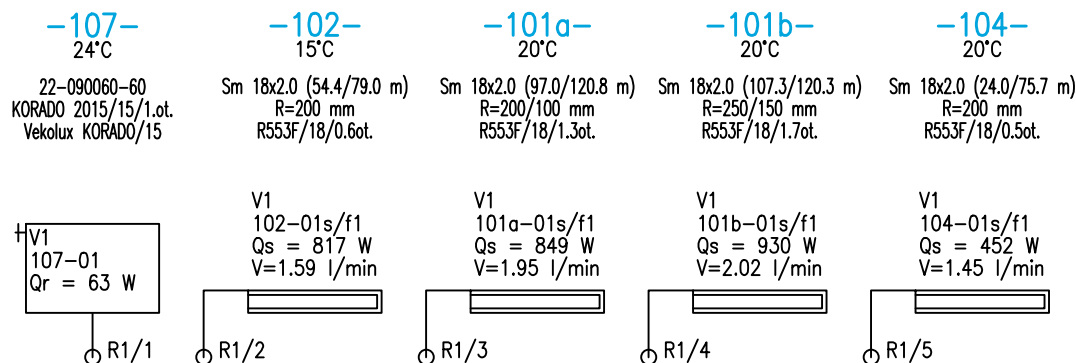 -107-
24°C
22-090060-60
KORADO 2015/15/1.ot.
Vekolux KORADO/15
V1
107-01
Qr = 63 W
R1/1
-102-
15°C
Sm 18x2.0 (54.4/79.0 m)
R=200 mm
R553F/18/0.6ot.
V1
102-01s/f1
Qs = 817 W
V=1.59 l/min
R1/2
-101a-
20°C
Sm 18x2.0 (97.0/120.8 m)
R=200/100 mm
R553F/18/1.3ot.
V1
101a-01s/f1
Qs = 849 W
V=1.95 l/min
R1/3
-101b-
20°C
Sm 18x2.0 (107.3/120.3 m)
R=250/150 mm
R553F/18/1.7ot.
V1
101b-01s/f1
Qs = 930 W
V=2.02 l/min
R1/4
-104-
20°C
Sm 18x2.0 (24.0/75.7 m)
R=200 mm
R553F/18/0.5ot.
V1
104-01s/f1
Qs = 452 W
V=1.45 l/min
R1/5